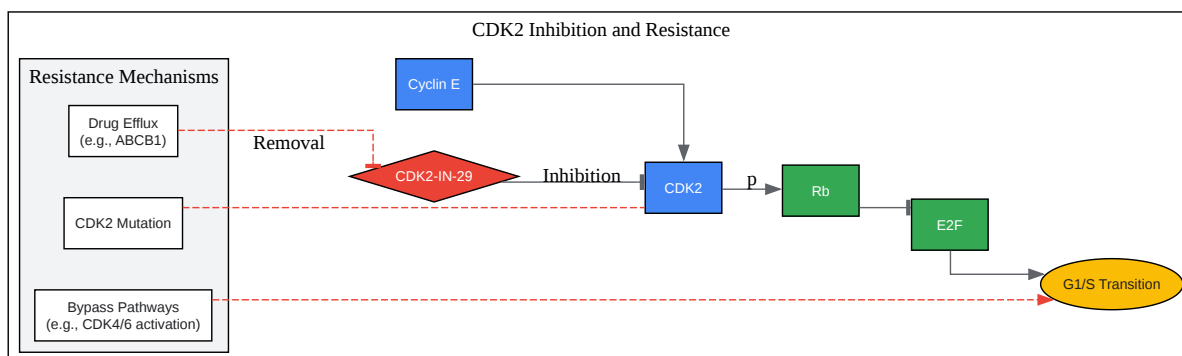 CDK2 Inhibition and Resistance
Resistance Mechanisms
Cyclin E
Drug Efflux
(e.g., ABCB1)
Removal
CDK2-IN-29
Inhibition
CDK2
p
Rb
CDK2 Mutation
E2F
G1/S Transition
Bypass Pathways
(e.g., CDK4/6 activation)